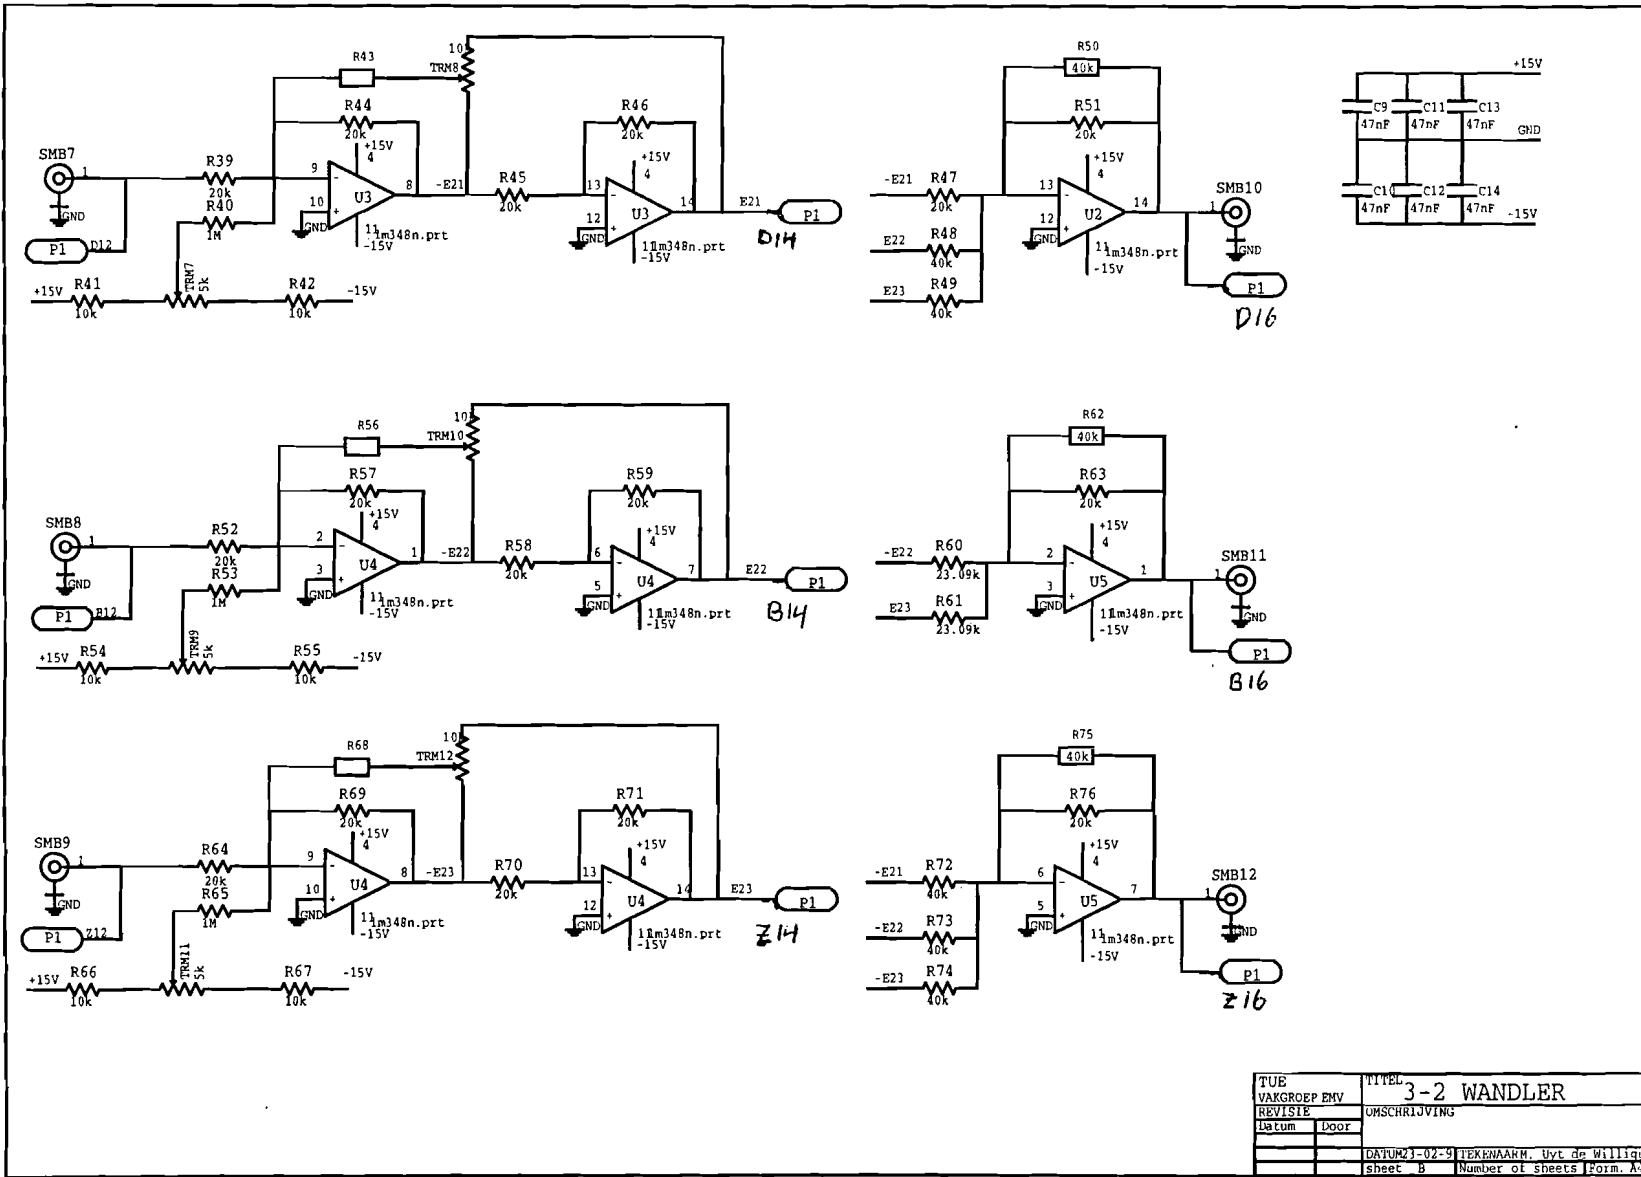 R43
10
TRM8
R44
20k
+15V
4
R46
20k
+15V
4
SMB7
1
GND
R39
20k
R40
1M
9
-
10
+
GND
U3
8
-E21
11
lm348n.prt
-15V
R45
20k
13
-
12
+
GND
U3
14
E21
P1
D14
11
lm348n.prt
-15V
P1
D12
+15V
R41
10k
TRM7
5k
R42
10k
-15V
R50
40k
R51
20k
+15V
4
-E21
R47
20k
13
-
12
+
GND
U2
14
E22
R48
40k
11
lm348n.prt
-15V
E23
R49
40k
SMB10
1
GND
P1
D16
+15V
C9
C11
C13
47nF
47nF
47nF
GND
C10
C12
C14
47nF
47nF
47nF
-15V
R56
10
TRM10
R57
20k
+15V
4
R59
20k
+15V
4
SMB8
1
GND
R52
20k
R53
1M
2
-
3
+
GND
U4
1
-E22
11
lm348n.prt
-15V
R58
20k
6
-
5
+
GND
U4
7
E22
P1
B14
11
lm348n.prt
-15V
P1
B12
+15V
R54
10k
TRM9
5k
R55
10k
-15V
R62
40k
R63
20k
+15V
4
-E22
R60
23.09k
2
-
3
+
GND
U5
1
E23
R61
23.09k
11
lm348n.prt
-15V
SMB11
1
GND
P1
B16
R68
10
TRM12
R69
20k
+15V
4
R71
20k
+15V
4
SMB9
1
GND
R64
20k
R65
1M
9
-
10
+
GND
U4
8
-E23
11
lm348n.prt
-15V
R70
20k
13
-
12
+
GND
U4
14
E23
P1
Z14
11
lm348n.prt
-15V
P1
Z12
+15V
R66
10k
TRM11
5k
R67
10k
-15V
R75
40k
R76
20k
+15V
4
-E21
R72
40k
6
-
5
+
GND
U5
7
-E22
R73
40k
11
lm348n.prt
-15V
-E23
R74
40k
SMB12
1
GND
P1
Z16
TUE
VAKGROEP EMV
TITEL
3-2 WANDLER
REVISIE
OMSCHRIJVING
Datum
Door
DATUM23-02-9
TEKENAARM. Uyt de Willig
sheet B
Number of sheets
Form. A4